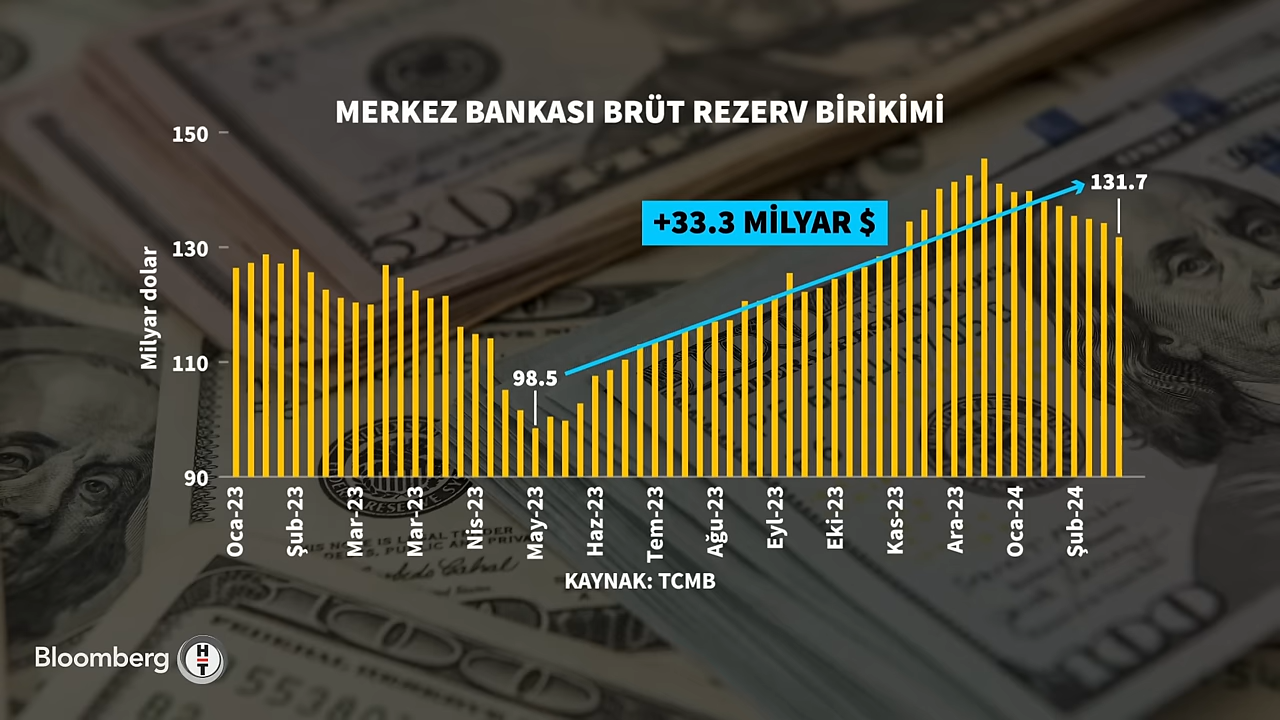 MERKEZ BANKASI BRÜT REZERV BİRİKİMİ
150
130
110
90
Milyar dolar
98.5
+33.3 MİLYAR $
131.7
Oca-23
Şub-23
Mar-23
Mar-23
Nis-23
May-23
Haz-23
Tem-23
Ağu-23
Eyl-23
Eki-23
Kas-23
Ara-23
Oca-24
Şub-24
KAYNAK: TCMB
Bloomberg HT